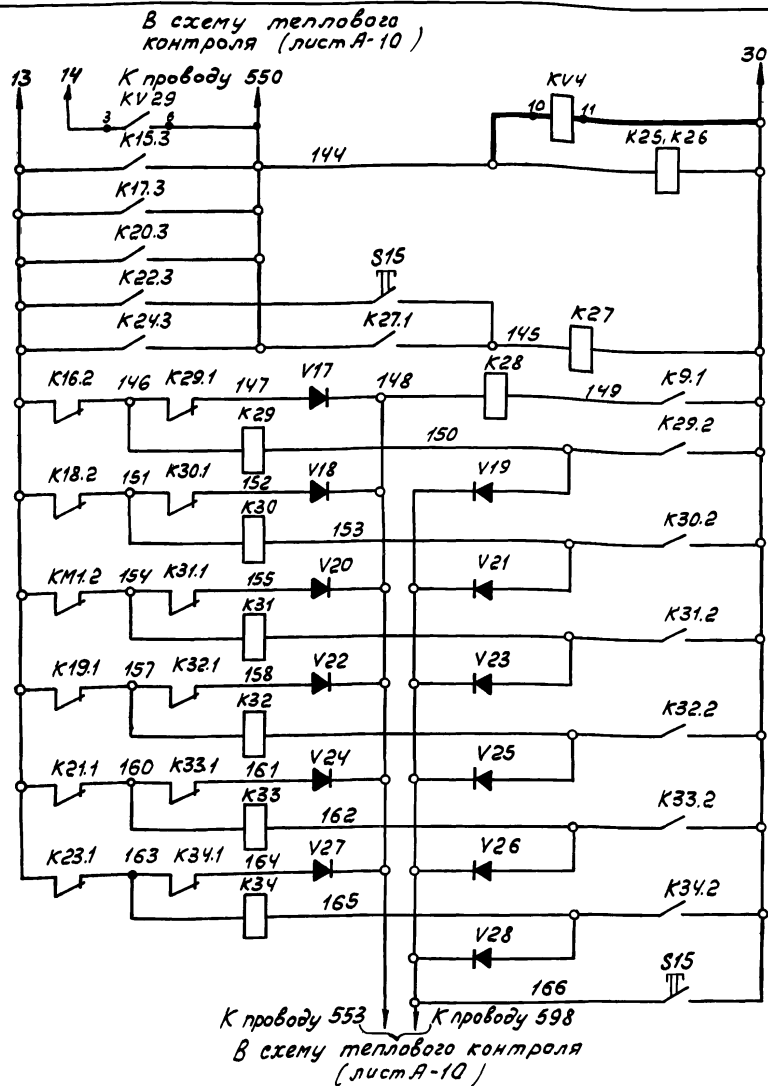 В схему теплового
контроля (лист А-10)
13
14
К проводу 550
30
KV29
3
6
KV4
10
11
K15.3
144
K25, K26
K17.3
K20.3
S15
K22.3
K27.1
K27
K24.3
145
K28
K16.2
146
K29.1
147
V17
148
149
K9.1
K29
150
K29.2
K18.2
151
K30.1
152
V18
V19
K30
153
K30.2
KM1.2
154
K31.1
155
V20
V21
K31
K31.2
K19.1
157
K32.1
158
V22
V23
K32
K32.2
K21.1
160
K33.1
161
V24
V25
K33
162
K33.2
K23.1
163
K34.1
164
V27
V26
K34
165
K34.2
V28
S15
166
К проводу 553
К проводу 598
В схему теплового контроля
(лист А-10)